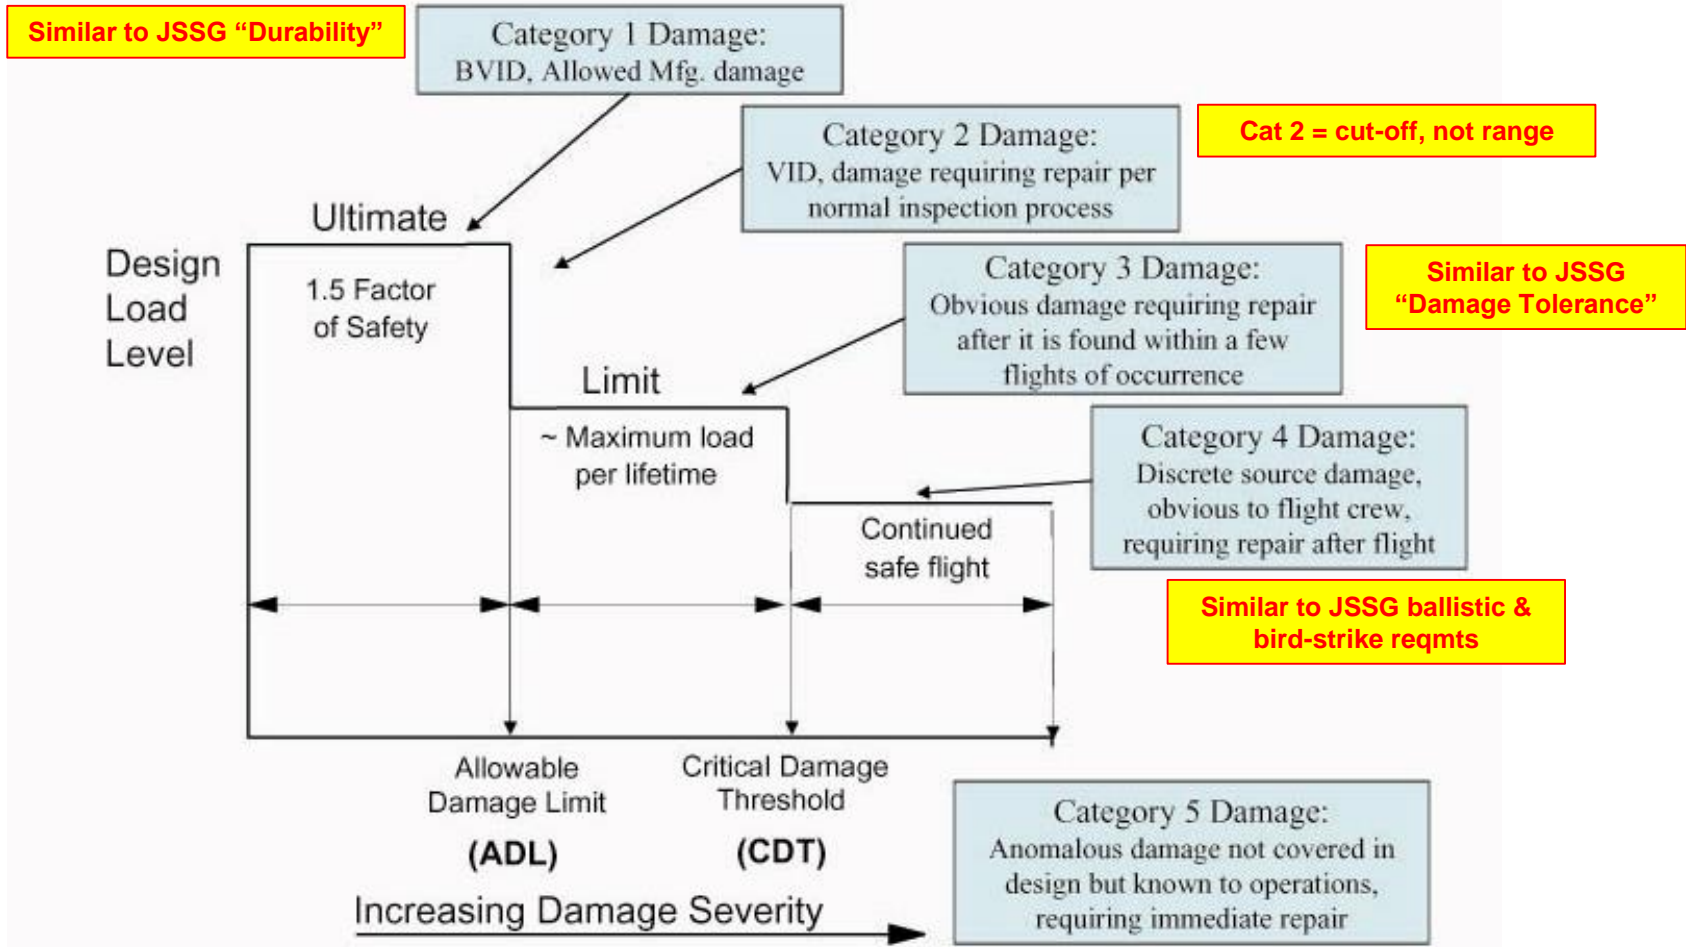 Similar to JSSG “Durability”
Category 1 Damage:
BVID, Allowed Mfg. damage
Category 2 Damage:
VID, damage requiring repair per
normal inspection process
Cat 2 = cut-off, not range
Ultimate
Design
Load
Level
1.5 Factor
of Safety
Category 3 Damage:
Obvious damage requiring repair
after it is found within a few
flights of occurrence
Similar to JSSG
“Damage Tolerance”
Limit
~ Maximum load
per lifetime
Category 4 Damage:
Discrete source damage,
obvious to flight crew,
requiring repair after flight
Continued
safe flight
Similar to JSSG ballistic &
bird-strike reqmts
Allowable
Damage Limit
(ADL)
Critical Damage
Threshold
(CDT)
Increasing Damage Severity
Category 5 Damage:
Anomalous damage not covered in
design but known to operations,
requiring immediate repair